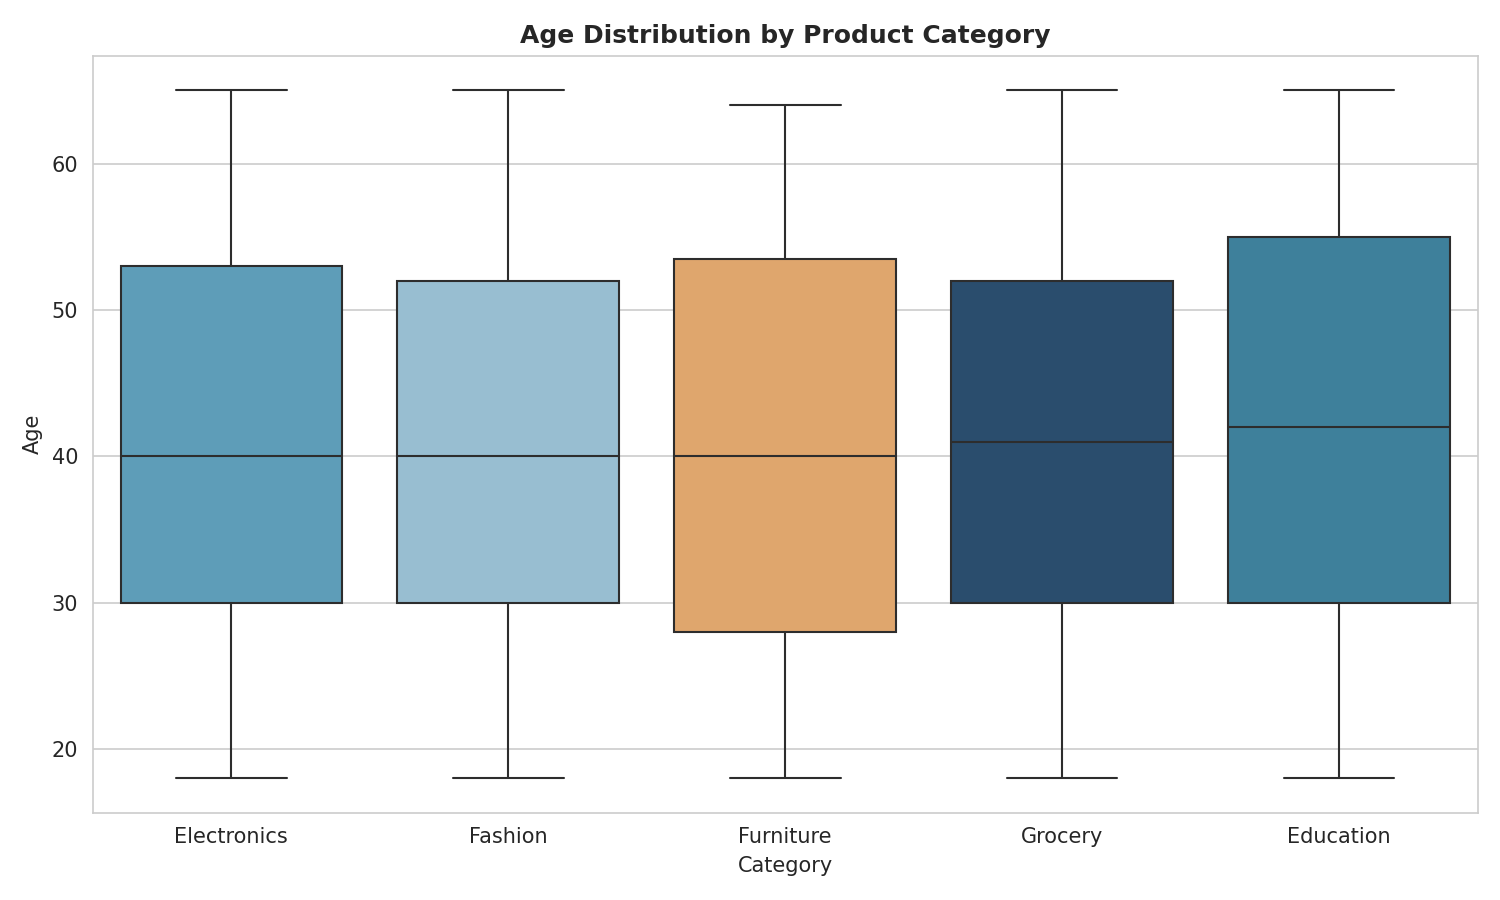 Age Distribution by Product Category
Age
60
50
40
30
20
Electronics Fashion Furniture Grocery Education
Category